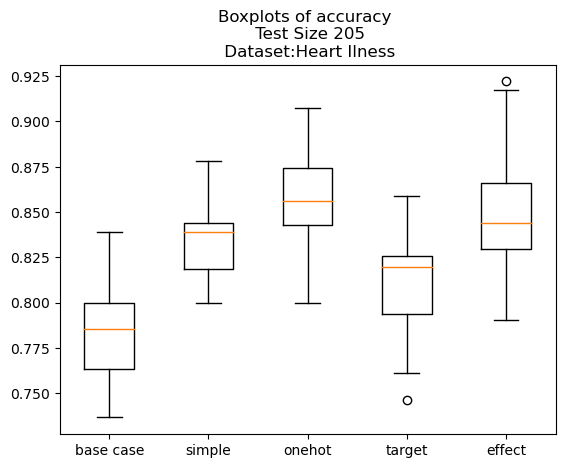 Boxplots of accuracy
Test Size 205
Dataset:Heart Ilness
0.925
0.900
0.875
0.850
0.825
0.800
0.775
0.750
base case simple onehot target effect